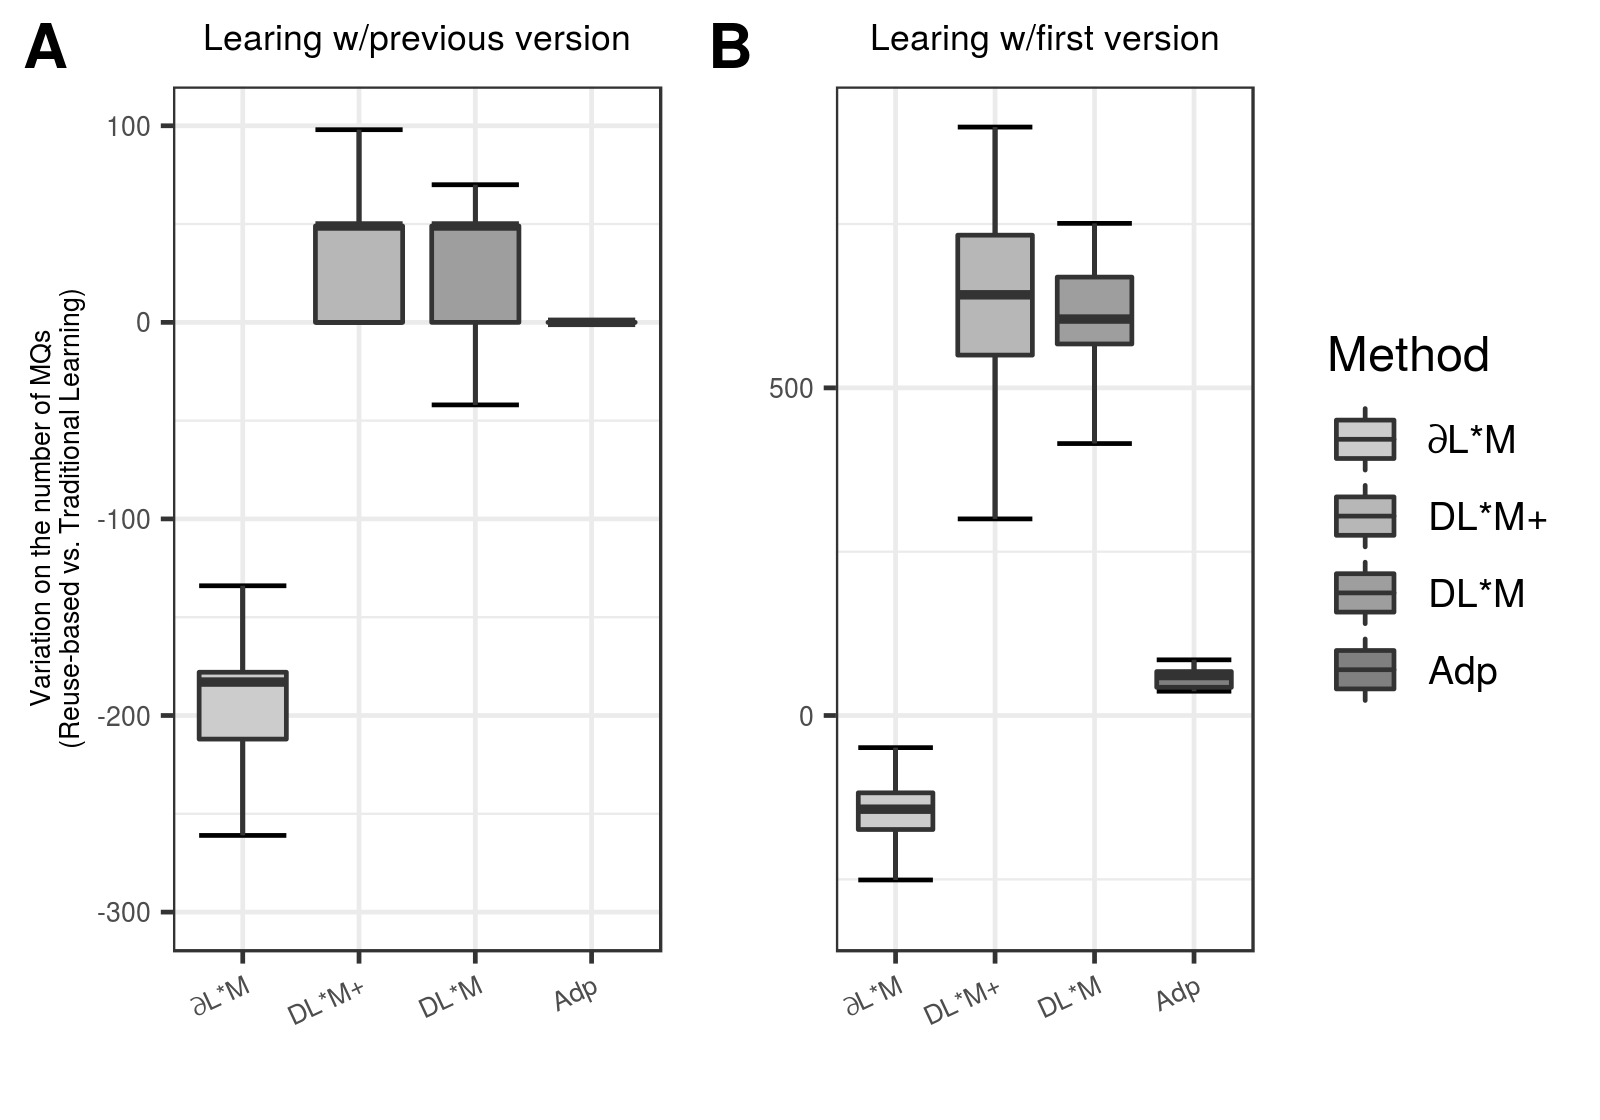 A
Learing w/previous version
Variation on the number of MQs
(Reuse-based vs. Traditional Learning)
100
0
-100
-200
-300
∂L*M
DL*M+
DL*M
Adp
B
Learing w/first version
500
0
∂L*M
DL*M+
DL*M
Adp
Method
∂L*M
DL*M+
DL*M
Adp